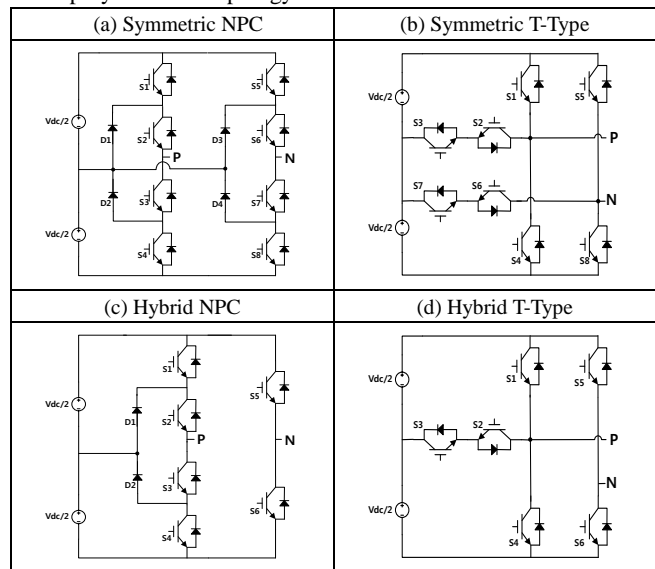 (a) Symmetric NPC
(b) Symmetric T-Type
S1
S5
Vdc/2
D1
S2
D3
S6
P
N
D2
S3
D4
S7
Vdc/2
S4
S8
S1
S5
Vdc/2
S3
S2
P
S7
S6
N
Vdc/2
S4
S8
(c) Hybrid NPC
(d) Hybrid T-Type
S1
S5
Vdc/2
D1
S2
P
N
D2
S3
Vdc/2
S4
S6
S1
S5
Vdc/2
S3
S2
P
N
Vdc/2
S4
S6